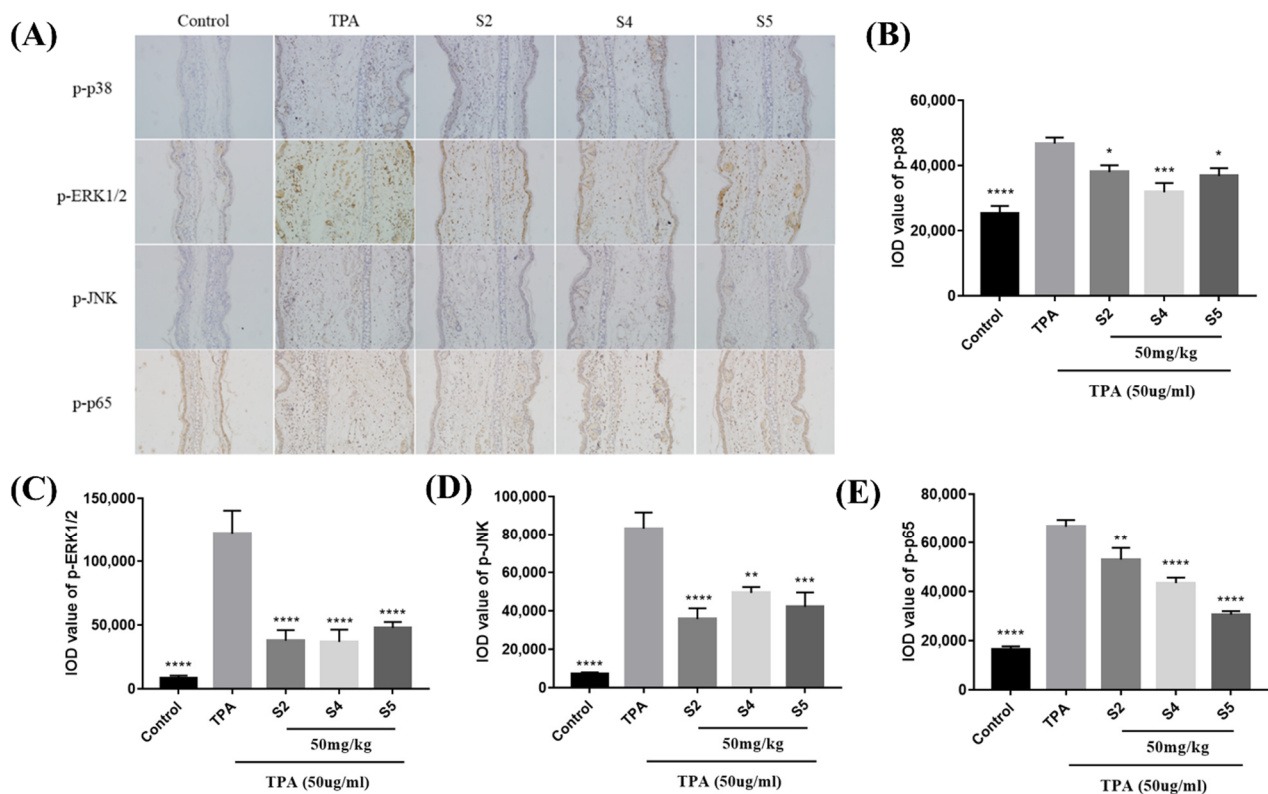 (A)
Control TPA S2 S4 S5
p-p38
p-ERK1/2
p-JNK
p-p65
(B)
IOD value of p-p38
60,000
40,000
20,000
0
**** * *** *
Control TPA S2 S4 S5
50mg/kg
TPA (50ug/ml)
(C)
IOD value of p-ERK1/2
150,000
100,000
50,000
0
**** **** **** ****
Control TPA S2 S4 S5
50mg/kg
TPA (50ug/ml)
(D)
IOD value of p-JNK
100,000
80,000
60,000
40,000
20,000
0
**** **** ** ***
Control TPA S2 S4 S5
50mg/kg
TPA (50ug/ml)
(E)
IOD value of p-p65
80,000
60,000
40,000
20,000
0
**** ** **** ****
Control TPA S2 S4 S5
50mg/kg
TPA (50ug/ml)